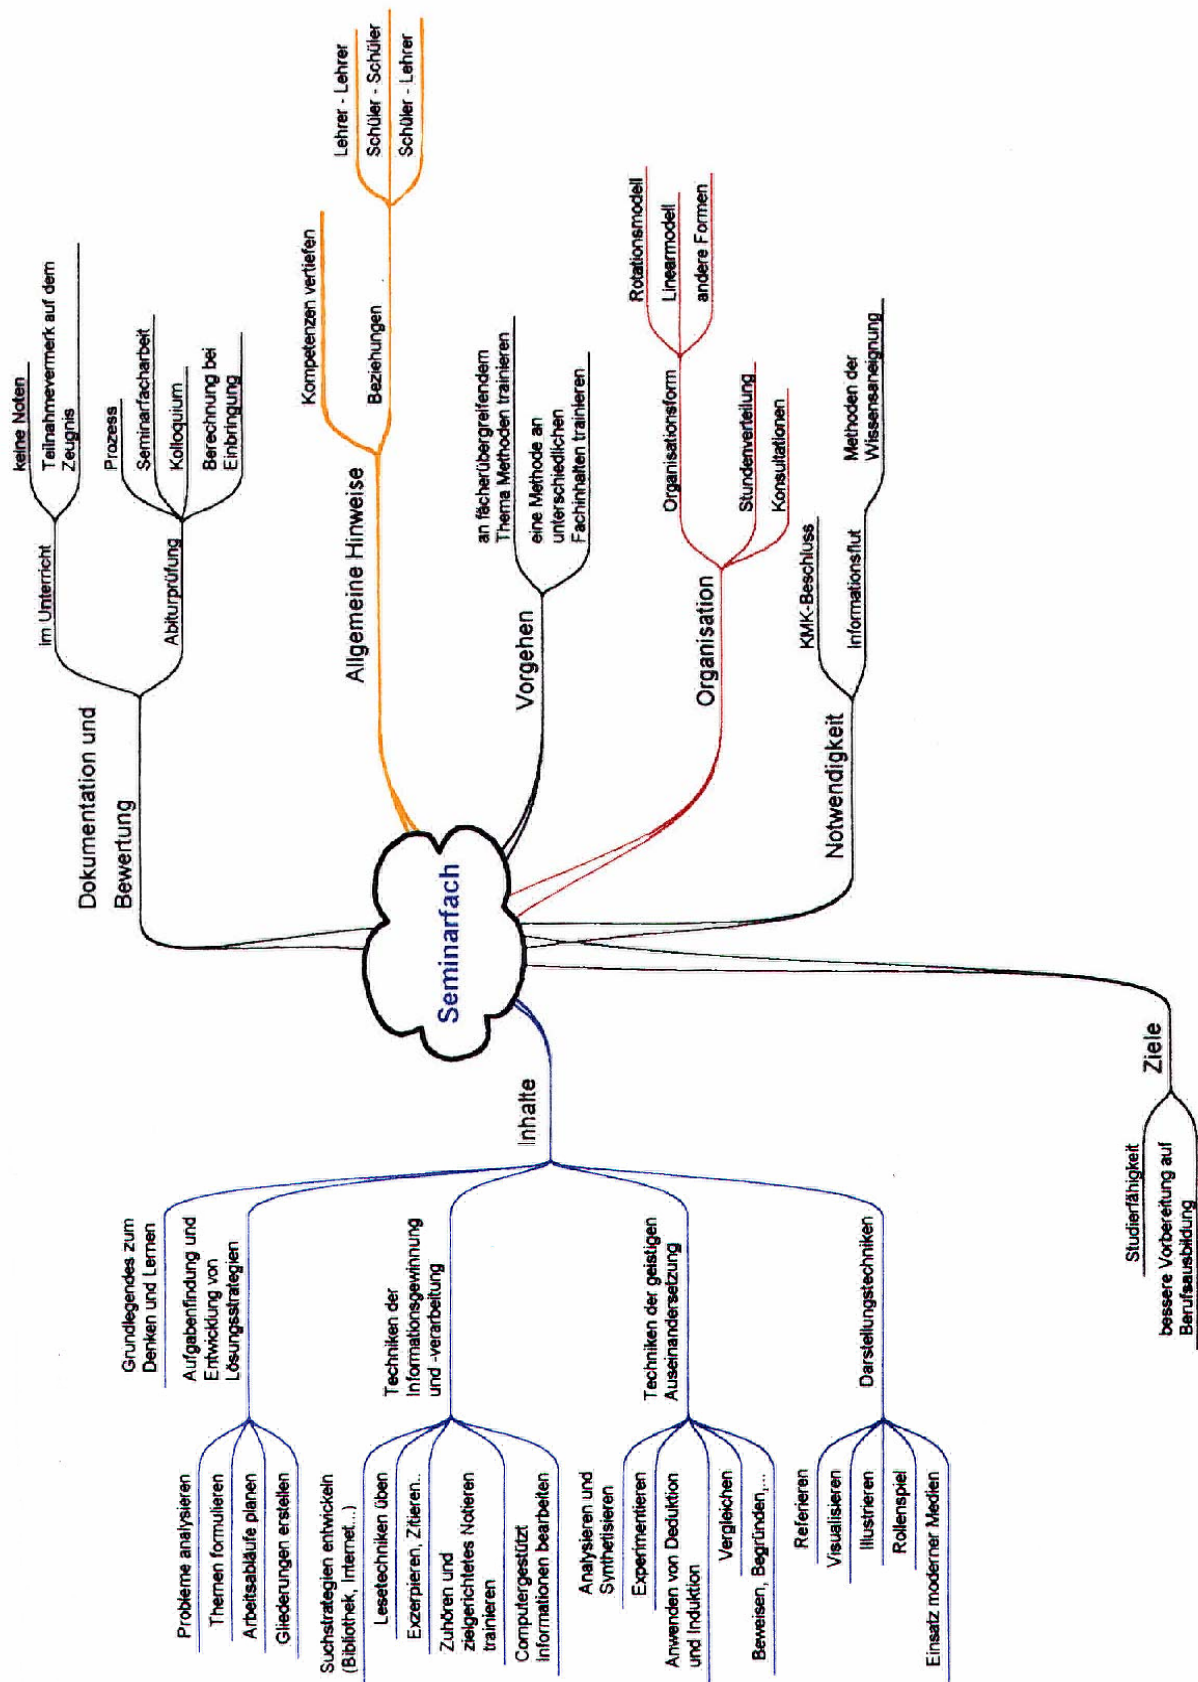 Seminarfach
Dokumentation und
Bewertung
im Unterricht
keine Noten
Teilnahmevermerk auf dem
Zeugnis
Abiturprüfung
Prozess
Seminarfacharbeit
Kolloquium
Berechnung bei
Einbringung
Allgemeine Hinweise
Kompetenzen vertiefen
Beziehungen
Lehrer - Lehrer
Schüler - Schüler
Schüler - Lehrer
Vorgehen
an fächerübergreifendem
Thema Methoden trainieren
eine Methode an
unterschiedlichen
Fachinhalten trainieren
Organisation
Organisationsform
Rotationsmodell
Linearmodell
andere Formen
Stundenverteilung
Konsultationen
Notwendigkeit
KMK-Beschluss
Informationsflut
Methoden der
Wissensaneignung
Ziele
Studierfähigkeit
bessere Vorbereitung auf
Berufsausbildung
Inhalte
Grundlegendes zum
Denken und Lernen
Aufgabenfindung und
Entwicklung von
Lösungsstrategien
Probleme analysieren
Themen formulieren
Arbeitsabläufe planen
Gliederungen erstellen
Techniken der
Informationsgewinnung
und -verarbeitung
Suchstrategien entwickeln
(Bibliothek, Internet...)
Lesetechniken üben
Exzerpieren, Zitieren..
Zuhören und
zielgerichtetes Notieren
trainieren
Computergestützt
Informationen bearbeiten
Techniken der geistigen
Auseinandersetzung
Analysieren und
Synthetisieren
Experimentieren
Anwenden von Deduktion
und Induktion
Vergleichen
Beweisen, Begründen,...
Darstellungstechniken
Referieren
Visualisieren
Illustrieren
Rollenspiel
Einsatz moderner Medien